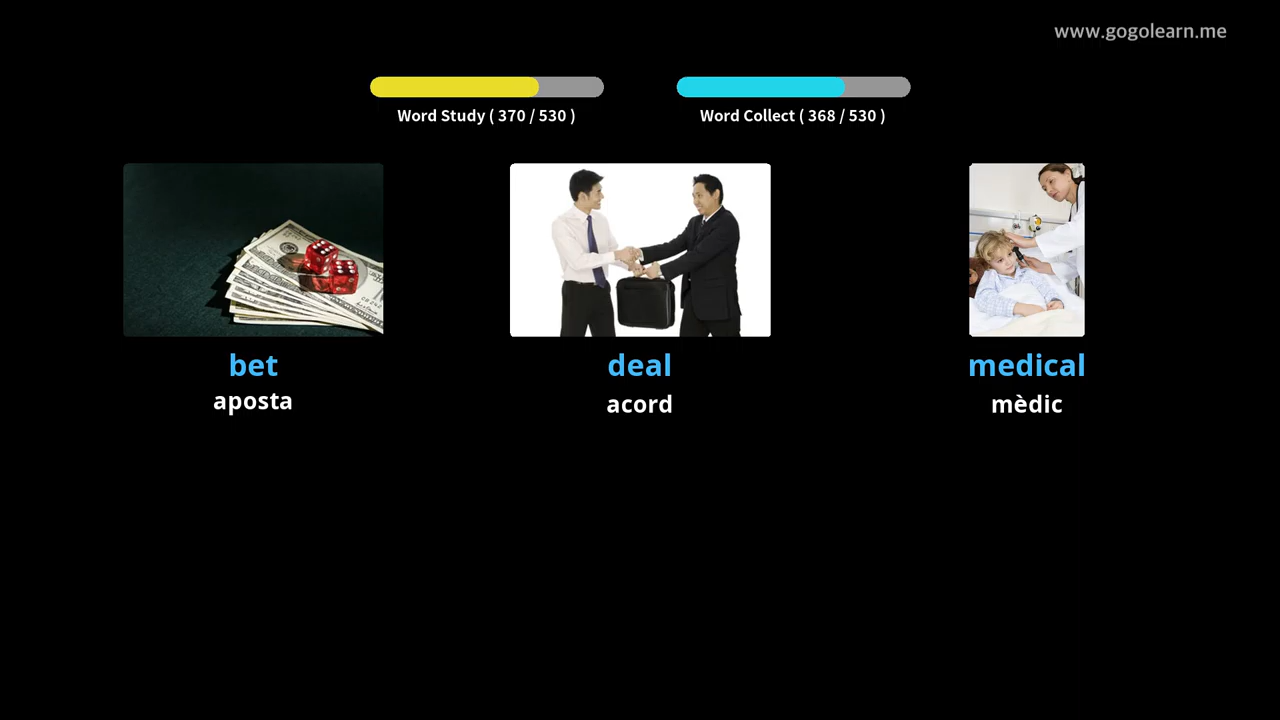 www.gogolearn.me
Word Study ( 370 / 530 )
Word Collect ( 368 / 530 )
bet
aposta
deal
acord
medical
mèdic